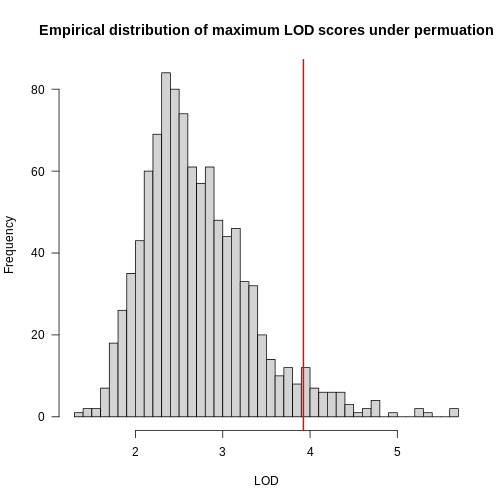 Empirical distribution of maximum LOD scores under permuation
Frequency
80
60
40
20
0
2 3 4 5
LOD